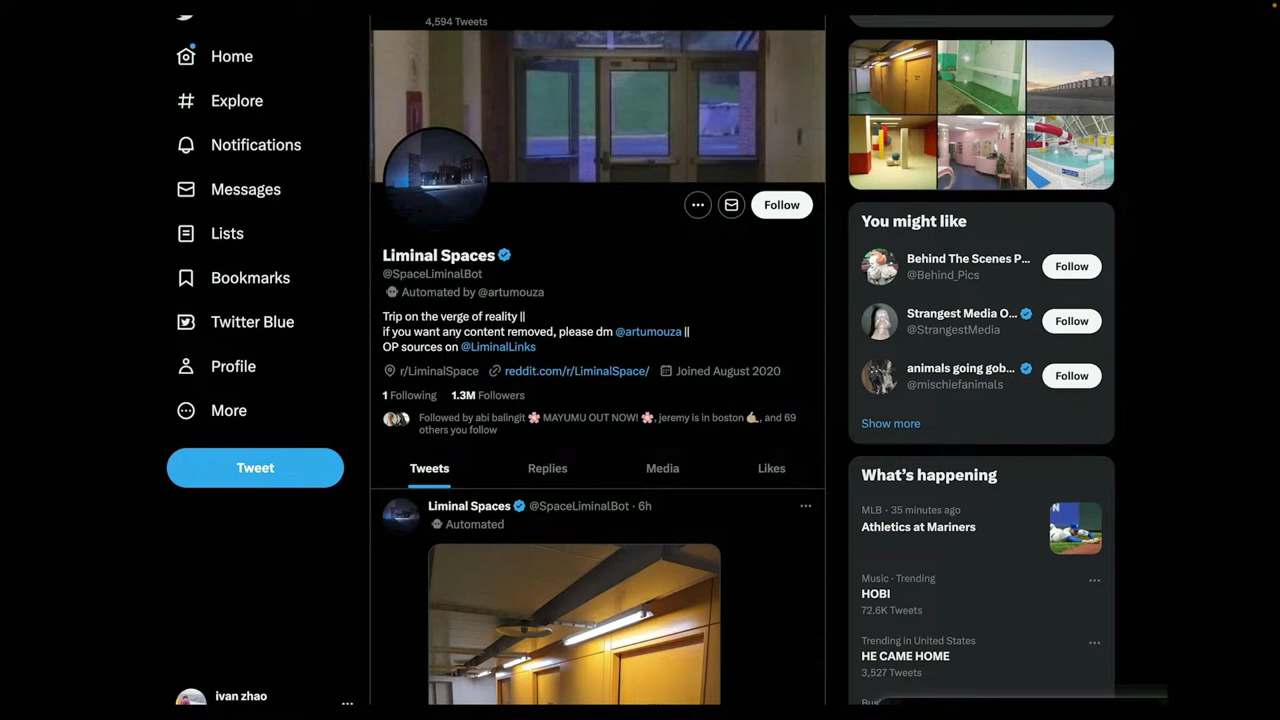 Home
Explore
Notifications
Messages
Lists
Bookmarks
Twitter Blue
Profile
More
Tweet
ivan zhao
4,594 Tweets
Follow
Liminal Spaces
@SpaceLiminalBot
Automated by @artumouza
Trip on the verge of reality ||
if you want any content removed, please dm @artumouza ||
OP sources on @LiminalLinks
r/LiminalSpace reddit.com/r/LiminalSpace/ Joined August 2020
1 Following 1.3M Followers
Followed by abi balingit 🌸 MAYUMU OUT NOW! 🌸, jeremy is in boston 🤙🏼, and 69
others you follow
Tweets Replies Media Likes
Liminal Spaces @SpaceLiminalBot · 6h
Automated
You might like
Behind The Scenes P...
@Behind_Pics
Follow
Strangest Media O...
@StrangestMedia
Follow
animals going gob...
@mischiefanimals
Follow
Show more
What's happening
MLB · 35 minutes ago
Athletics at Mariners
Music · Trending
HOBI
72.6K Tweets
Trending in United States
HE CAME HOME
3,527 Tweets